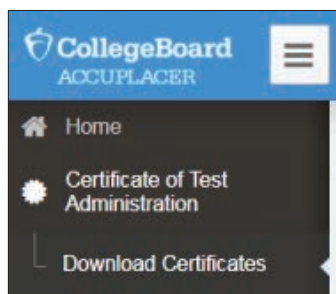 CollegeBoard
ACCUPLACER
Home
Certificate of Test
Administration
Download Certificates